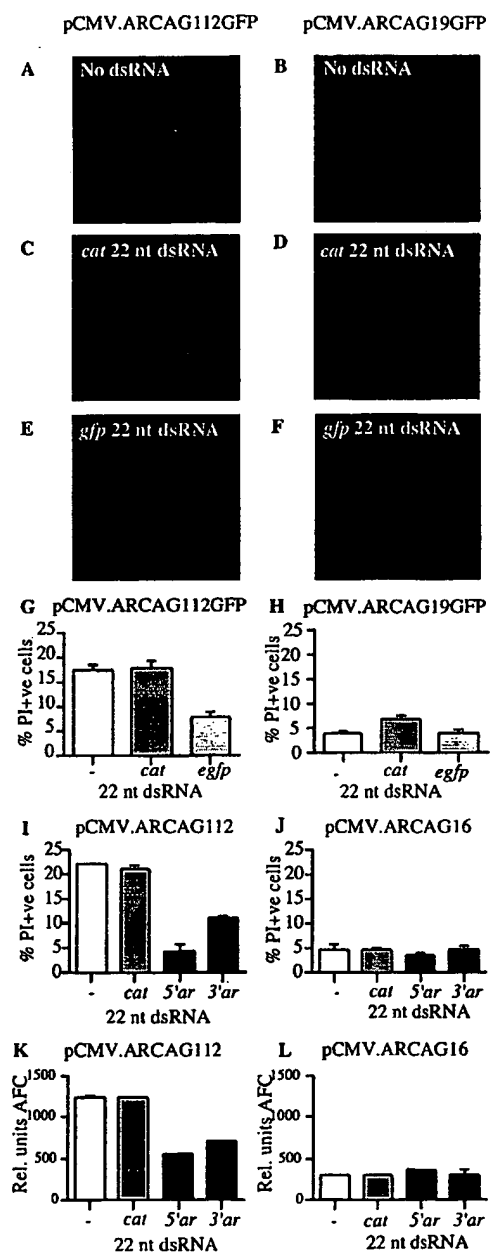 pCMV.ARCAG112GFP pCMV.ARCAG19GFP
A No dsRNA B No dsRNA
C cat 22 nt dsRNA D cat 22 nt dsRNA
E gfp 22 nt dsRNA F gfp 22 nt dsRNA
G pCMV.ARCAG112GFP H pCMV.ARCAG19GFP
% PI+ve cells
25
20
15
10
5
0
- cat egfp
22 nt dsRNA
% PI+ve cells
25
20
15
10
5
0
- cat egfp
22 nt dsRNA
I pCMV.ARCAG112 J pCMV.ARCAG16
% PI+ve cells
25
20
15
10
5
0
- cat 5'ar 3'ar
22 nt dsRNA
% PI+ve cells
25
20
15
10
5
0
- cat 5'ar 3'ar
22 nt dsRNA
K pCMV.ARCAG112 L pCMV.ARCAG16
Rel. units AFC
1500
1000
500
0
- cat 5'ar 3'ar
22 nt dsRNA
Rel. units AFC
1500
1000
500
0
- cat 5'ar 3'ar
22 nt dsRNA